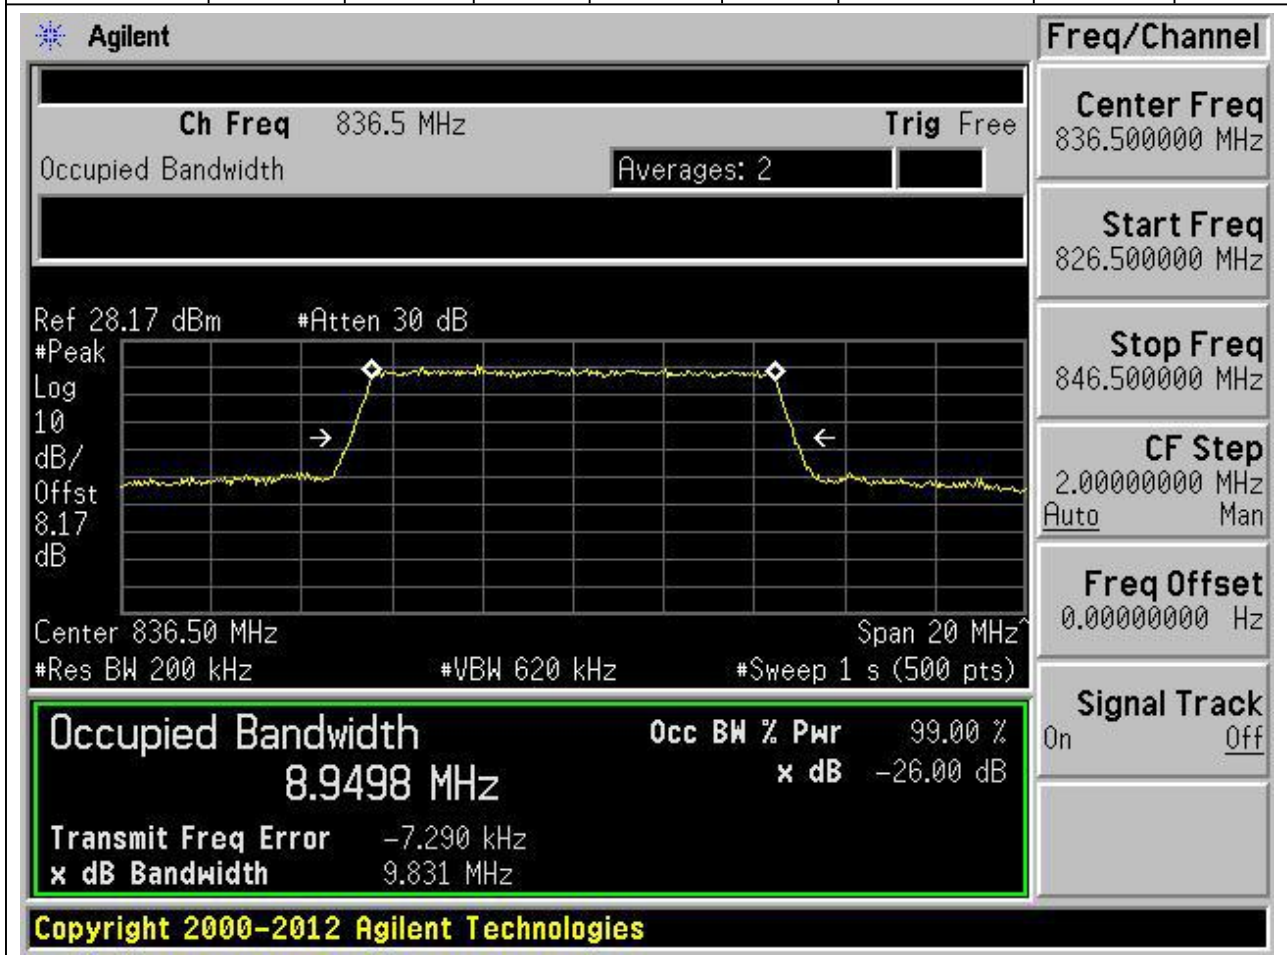 Agilent
Freq/Channel
Ch Freq 836.5 MHz Trig Free
Occupied Bandwidth Averages: 2
Center Freq
836.500000 MHz
Start Freq
826.500000 MHz
Stop Freq
846.500000 MHz
CF Step
2.00000000 MHz
Auto Man
Freq Offset
0.00000000 Hz
Signal Track
On Off
Ref 28.17 dBm #Atten 30 dB
#Peak
Log
10
dB/
Offst
8.17
dB
Center 836.50 MHz Span 20 MHz^
#Res BW 200 kHz #VBW 620 kHz #Sweep 1 s (500 pts)
Occupied Bandwidth Occ BW % Pwr 99.00 %
8.9498 MHz x dB -26.00 dB
Transmit Freq Error -7.290 kHz
x dB Bandwidth 9.831 MHz
Copyright 2000-2012 Agilent Technologies